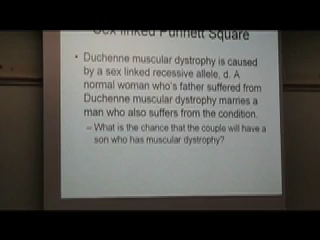 Sex linked Punnett Square
• Duchenne muscular dystrophy is caused
by a sex linked recessive allele, d. A
normal woman who's father suffered from
Duchenne muscular dystrophy marries a
man who also suffers from the condition.
– What is the chance that the couple will have a
son who has muscular dystrophy?